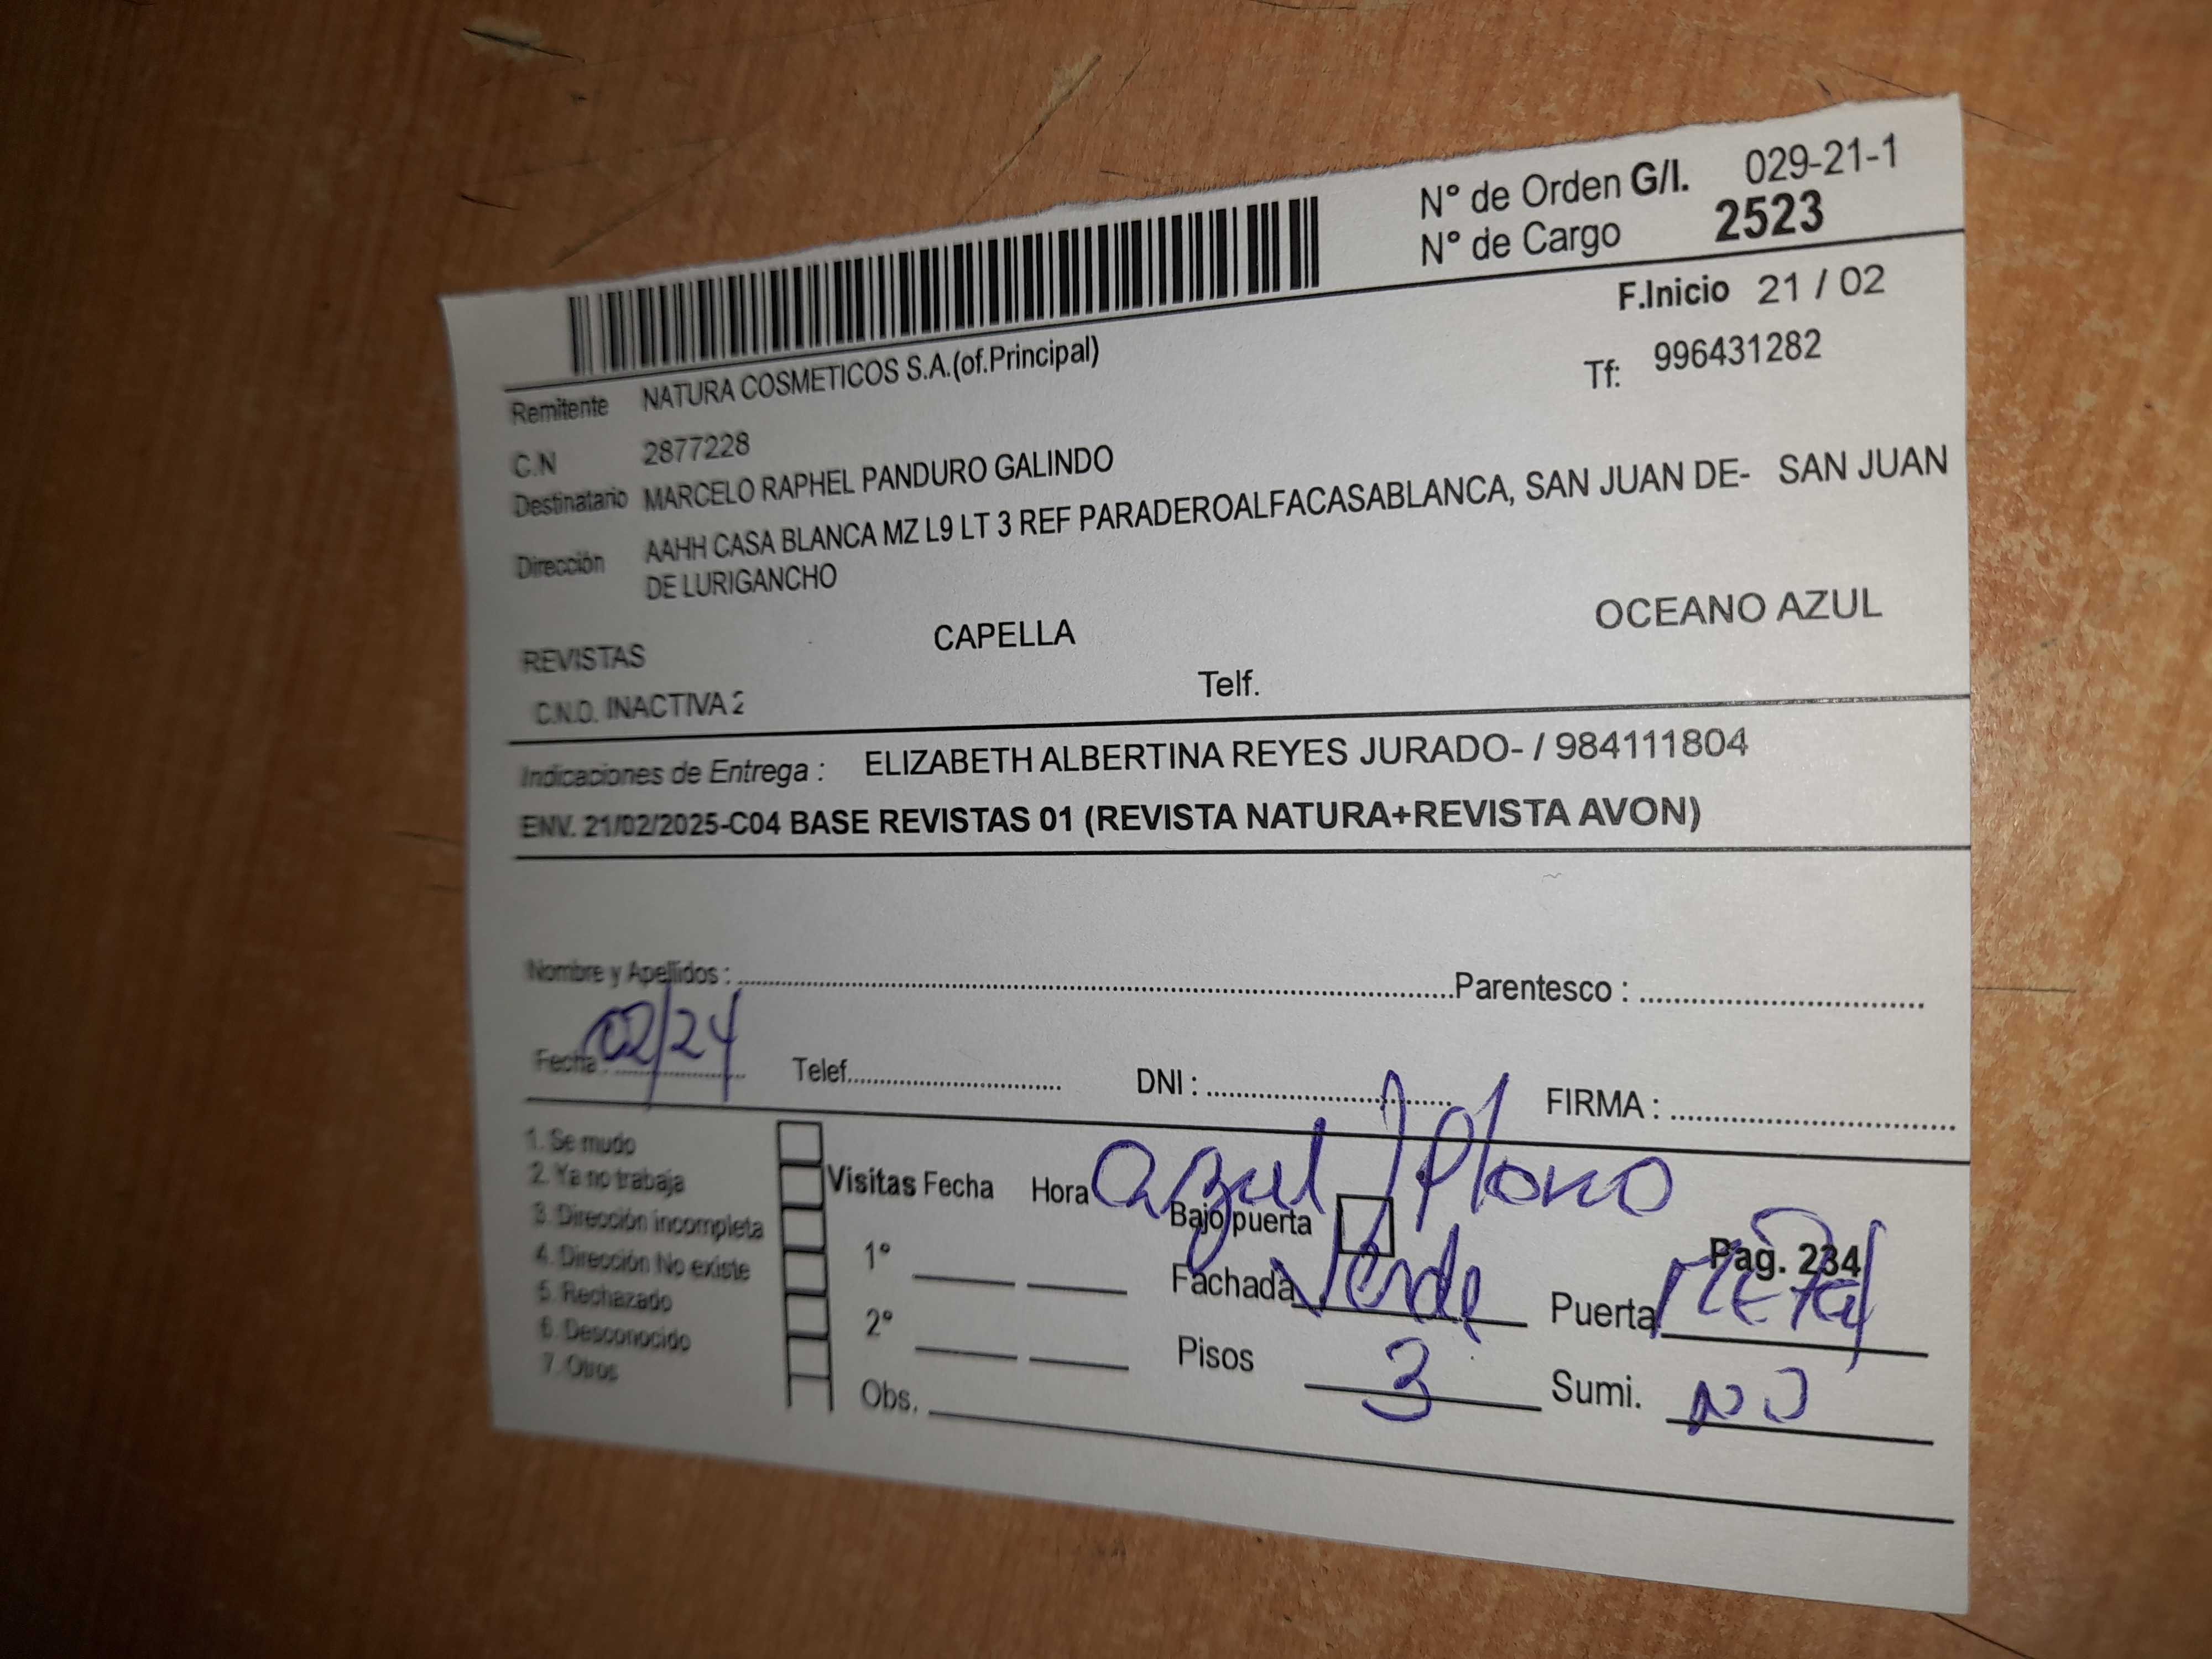 N° de Orden G/I. 029-21-1
N° de Cargo 2523
F.Inicio 21 / 02
Remitente NATURA COSMETICOS S.A.(of.Principal)
Tf: 996431282
C.N 2877228
Destinatario MARCELO RAPHEL PANDURO GALINDO
Dirección AAHH CASA BLANCA MZ L9 LT 3 REF PARADEROALFACASABLANCA, SAN JUAN DE- SAN JUAN
DE LURIGANCHO
REVISTAS CAPELLA OCEANO AZUL
C.N.O. INACTIVA 2 Telf.
Indicaciones de Entrega : ELIZABETH ALBERTINA REYES JURADO- / 984111804
ENV. 21/02/2025-C04 BASE REVISTAS 01 (REVISTA NATURA+REVISTA AVON)
Nombre y Apellidos : Parentesco :
Fecha : 02/24 Telef. DNI : FIRMA :
1. Se mudo
2. Ya no trabaja
3. Dirección incompleta
4. Dirección No existe
5. Rechazado
6. Desconocido
7. Otros
Visitas Fecha Hora azul / Plomo
Bajo puerta
Pag. 234
1° Fachada Verde Puerta Metal
2° Pisos 3 Sumi. NO
Obs.